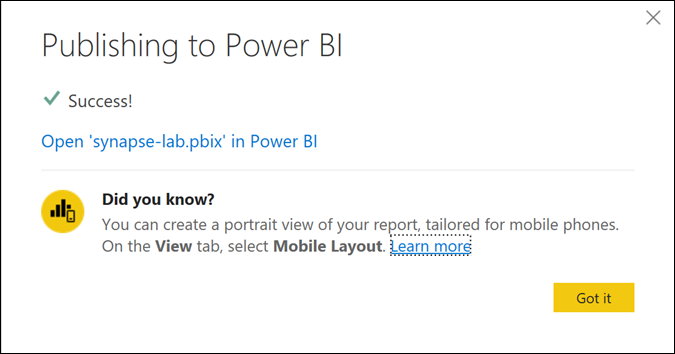 Publishing to Power BI
Success!
Open 'synapse-lab.pbix' in Power BI
Did you know?
You can create a portrait view of your report, tailored for mobile phones.
On the View tab, select Mobile Layout. Learn more
Got it